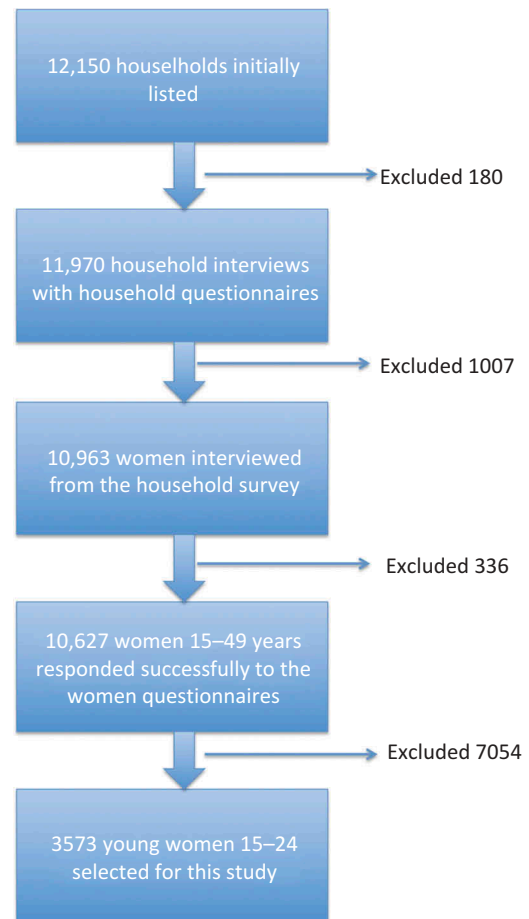 12,150 houselholds initially
listed
Excluded 180
11,970 household interviews
with household questionnaires
Excluded 1007
10,963 women interviewed
from the household survey
Excluded 336
10,627 women 15–49 years
responded successfully to the
women questionnaires
Excluded 7054
3573 young women 15–24
selected for this study